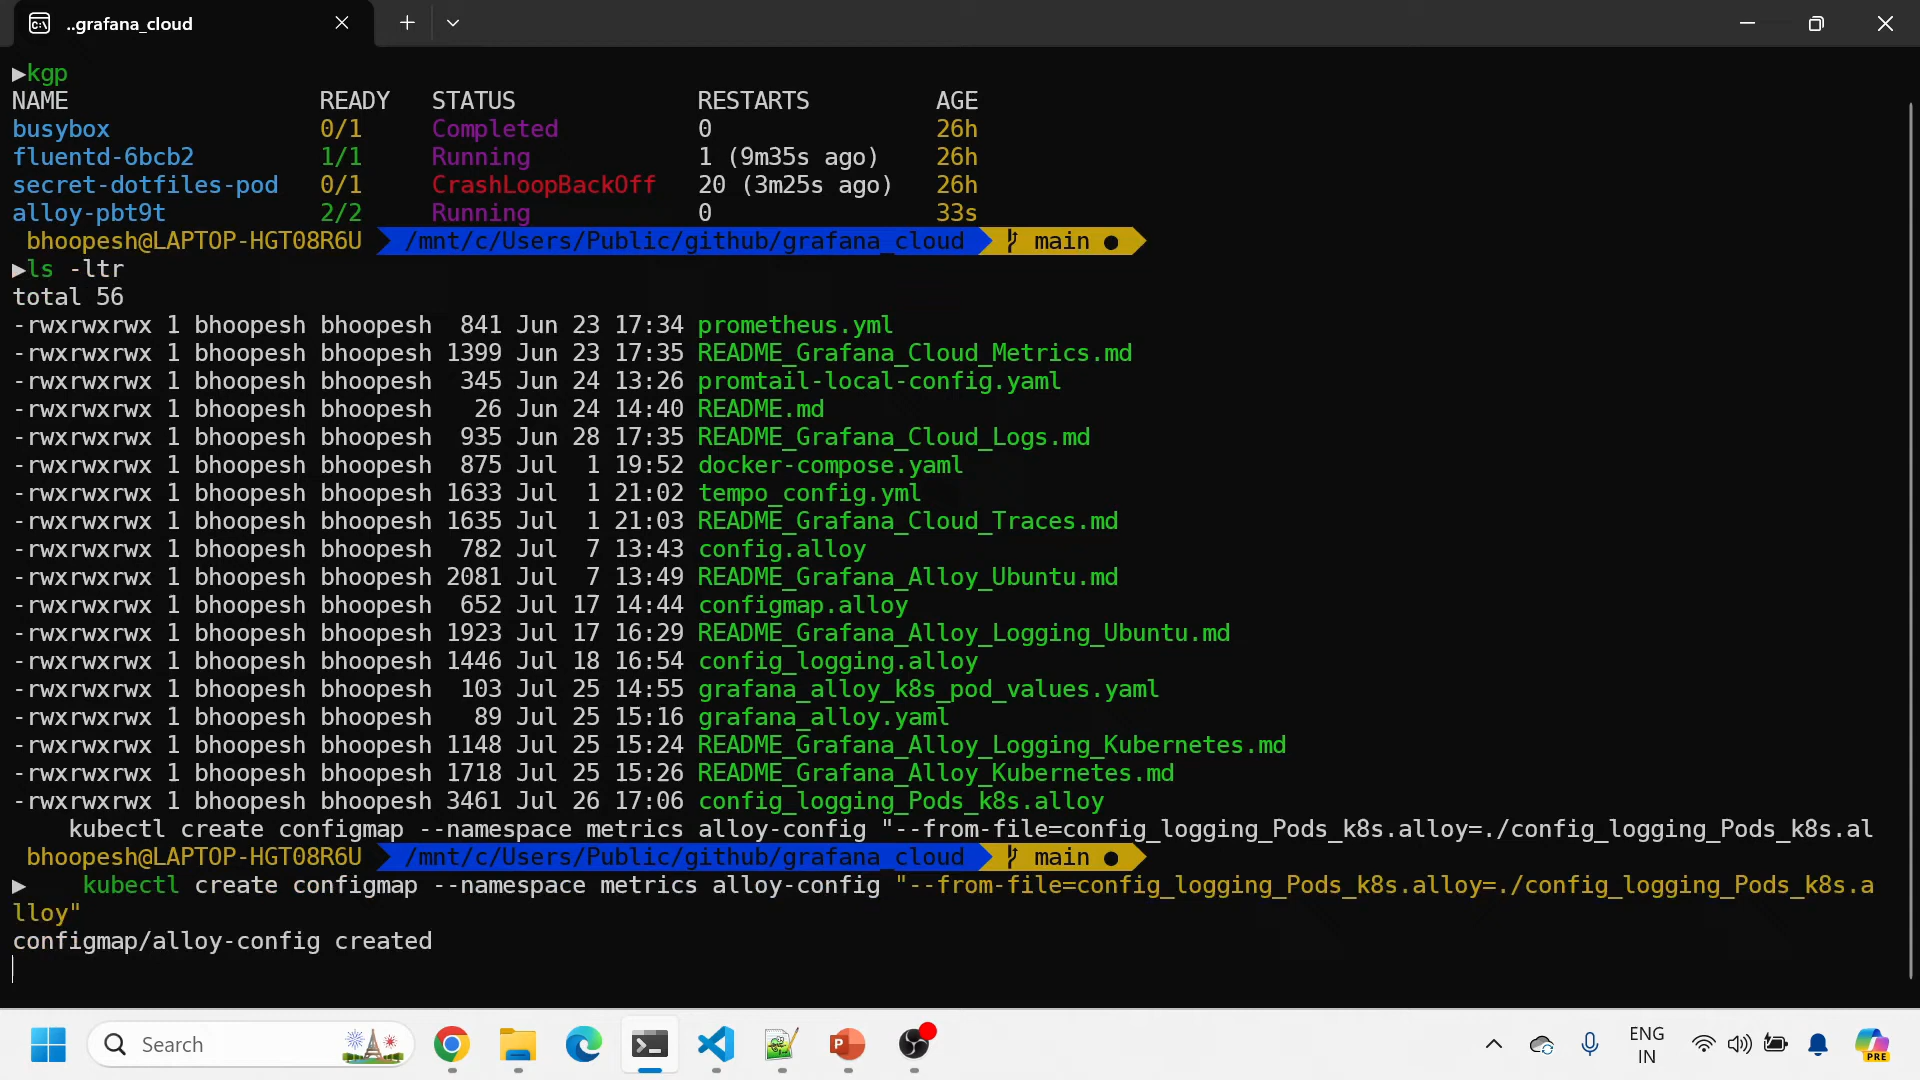 ..grafana_cloud
▶kgp
NAME READY STATUS RESTARTS AGE
busybox 0/1 Completed 0 26h
fluentd-6bcb2 1/1 Running 1 (9m35s ago) 26h
secret-dotfiles-pod 0/1 CrashLoopBackOff 20 (3m25s ago) 26h
alloy-pbt9t 2/2 Running 0 33s
bhoopesh@LAPTOP-HGT08R6U /mnt/c/Users/Public/github/grafana_cloud main ●
▶ls -ltr
total 56
-rwxrwxrwx 1 bhoopesh bhoopesh 841 Jun 23 17:34 prometheus.yml
-rwxrwxrwx 1 bhoopesh bhoopesh 1399 Jun 23 17:35 README_Grafana_Cloud_Metrics.md
-rwxrwxrwx 1 bhoopesh bhoopesh 345 Jun 24 13:26 promtail-local-config.yaml
-rwxrwxrwx 1 bhoopesh bhoopesh 26 Jun 24 14:40 README.md
-rwxrwxrwx 1 bhoopesh bhoopesh 935 Jun 28 17:35 README_Grafana_Cloud_Logs.md
-rwxrwxrwx 1 bhoopesh bhoopesh 875 Jul 1 19:52 docker-compose.yaml
-rwxrwxrwx 1 bhoopesh bhoopesh 1633 Jul 1 21:02 tempo_config.yml
-rwxrwxrwx 1 bhoopesh bhoopesh 1635 Jul 1 21:03 README_Grafana_Cloud_Traces.md
-rwxrwxrwx 1 bhoopesh bhoopesh 782 Jul 7 13:43 config.alloy
-rwxrwxrwx 1 bhoopesh bhoopesh 2081 Jul 7 13:49 README_Grafana_Alloy_Ubuntu.md
-rwxrwxrwx 1 bhoopesh bhoopesh 652 Jul 17 14:44 configmap.alloy
-rwxrwxrwx 1 bhoopesh bhoopesh 1923 Jul 17 16:29 README_Grafana_Alloy_Logging_Ubuntu.md
-rwxrwxrwx 1 bhoopesh bhoopesh 1446 Jul 18 16:54 config_logging.alloy
-rwxrwxrwx 1 bhoopesh bhoopesh 103 Jul 25 14:55 grafana_alloy_k8s_pod_values.yaml
-rwxrwxrwx 1 bhoopesh bhoopesh 89 Jul 25 15:16 grafana_alloy.yaml
-rwxrwxrwx 1 bhoopesh bhoopesh 1148 Jul 25 15:24 README_Grafana_Alloy_Logging_Kubernetes.md
-rwxrwxrwx 1 bhoopesh bhoopesh 1718 Jul 25 15:26 README_Grafana_Alloy_Kubernetes.md
-rwxrwxrwx 1 bhoopesh bhoopesh 3461 Jul 26 17:06 config_logging_Pods_k8s.alloy
kubectl create configmap --namespace metrics alloy-config "--from-file=config_logging_Pods_k8s.alloy=./config_logging_Pods_k8s.al
bhoopesh@LAPTOP-HGT08R6U /mnt/c/Users/Public/github/grafana_cloud main ●
▶ kubectl create configmap --namespace metrics alloy-config "--from-file=config_logging_Pods_k8s.alloy=./config_logging_Pods_k8s.a
lloy"
configmap/alloy-config created
Search
ENG
IN
PRE